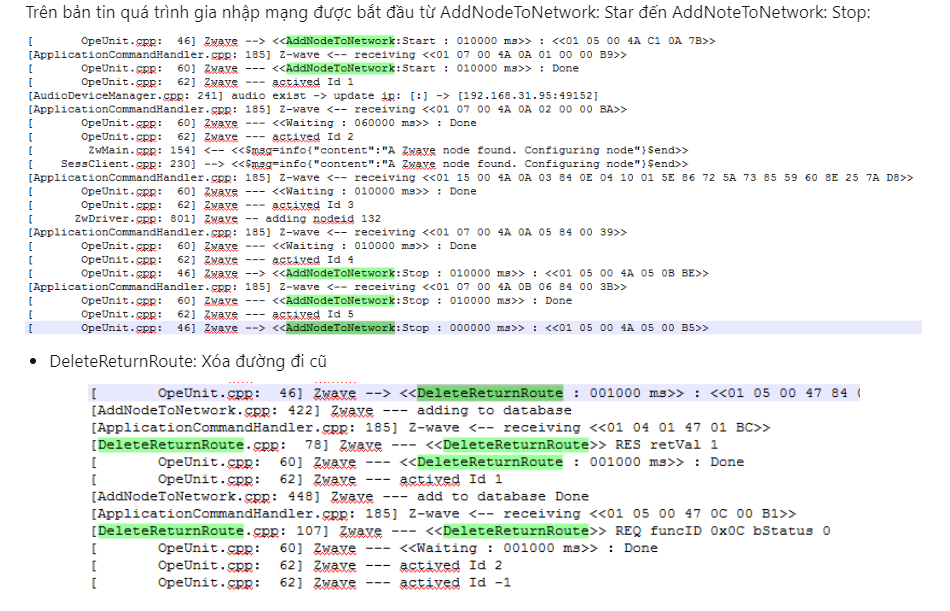 Trên bản tin quá trình gia nhập mạng được bắt đầu từ AddNodeToNetwork: Star đến AddNoteToNetwork: Stop:
[       OpeUnit.cpp:  46] Zwave --> <<AddNodeToNetwork:Start : 010000 ms>> : <<01 05 00 4A C1 0A 7B>>
[ApplicationCommandHandler.cpp: 185] Z-wave <-- receiving <<01 07 00 4A 0A 01 00 00 B9>>
[       OpeUnit.cpp:  60] Zwave --- <<AddNodeToNetwork:Start : 010000 ms>> : Done
[       OpeUnit.cpp:  62] Zwave --- actived Id 1
[AudioDeviceManager.cpp: 241] audio exist -> update ip: [:] -> [192.168.31.95:49152]
[ApplicationCommandHandler.cpp: 185] Z-wave <-- receiving <<01 07 00 4A 0A 02 00 00 BA>>
[       OpeUnit.cpp:  60] Zwave --- <<Waiting : 060000 ms>> : Done
[       OpeUnit.cpp:  62] Zwave --- actived Id 2
[        ZwMain.cpp: 154] <-- <<$msg=info{"content":"A Zwave node found. Configuring node"}$end>>
[    SessClient.cpp: 230] --> <<$msg=info{"content":"A Zwave node found. Configuring node"}$end>>
[ApplicationCommandHandler.cpp: 185] Z-wave <-- receiving <<01 15 00 4A 0A 03 84 0E 04 10 01 5E 86 72 5A 73 85 59 60 8E 25 7A D8>>
[       OpeUnit.cpp:  60] Zwave --- <<Waiting : 010000 ms>> : Done
[       OpeUnit.cpp:  62] Zwave --- actived Id 3
[      ZwDriver.cpp: 801] Zwave -- adding nodeid 132
[ApplicationCommandHandler.cpp: 185] Z-wave <-- receiving <<01 07 00 4A 0A 05 84 00 39>>
[       OpeUnit.cpp:  60] Zwave --- <<Waiting : 010000 ms>> : Done
[       OpeUnit.cpp:  62] Zwave --- actived Id 4
[       OpeUnit.cpp:  46] Zwave --> <<AddNodeToNetwork:Stop : 010000 ms>> : <<01 05 00 4A 05 0B BE>>
[ApplicationCommandHandler.cpp: 185] Z-wave <-- receiving <<01 07 00 4A 0B 06 84 00 3B>>
[       OpeUnit.cpp:  60] Zwave --- <<AddNodeToNetwork:Stop : 010000 ms>> : Done
[       OpeUnit.cpp:  62] Zwave --- actived Id 5
[       OpeUnit.cpp:  46] Zwave --> <<AddNodeToNetwork:Stop : 000000 ms>> : <<01 05 00 4A 05 00 B5>>
• DeleteReturnRoute: Xóa đường đi cũ
[       OpeUnit.cpp:  46] Zwave --> <<DeleteReturnRoute : 001000 ms>> : <<01 05 00 47 84
[AddNodeToNetwork.cpp: 422] Zwave --- adding to database
[ApplicationCommandHandler.cpp: 185] Z-wave <-- receiving <<01 04 01 47 01 BC>>
[DeleteReturnRoute.cpp:  78] Zwave --- <<DeleteReturnRoute>> RES retVal 1
[       OpeUnit.cpp:  60] Zwave --- <<DeleteReturnRoute : 001000 ms>> : Done
[       OpeUnit.cpp:  62] Zwave --- actived Id 1
[AddNodeToNetwork.cpp: 448] Zwave --- add to database Done
[ApplicationCommandHandler.cpp: 185] Z-wave <-- receiving <<01 05 00 47 0C 00 B1>>
[DeleteReturnRoute.cpp: 107] Zwave --- <<DeleteReturnRoute>> REQ funcID 0x0C bStatus 0
[       OpeUnit.cpp:  60] Zwave --- <<Waiting : 001000 ms>> : Done
[       OpeUnit.cpp:  62] Zwave --- actived Id 2
[       OpeUnit.cpp:  62] Zwave --- actived Id -1